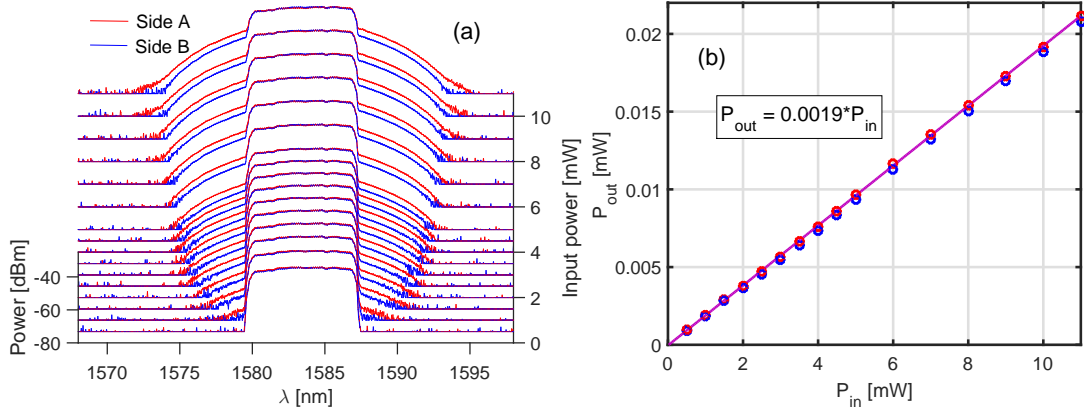 Side A
Side B
(a)
Power [dBm]
-40
-60
-80
10
8
6
4
2
0
Input power [mW]
1570
1575
1580
1585
1590
1595
λ [nm]
(b)
P_out = 0.0019*P_in
P_out [mW]
0.02
0.015
0.01
0.005
0
0
2
4
6
8
10
P_in [mW]